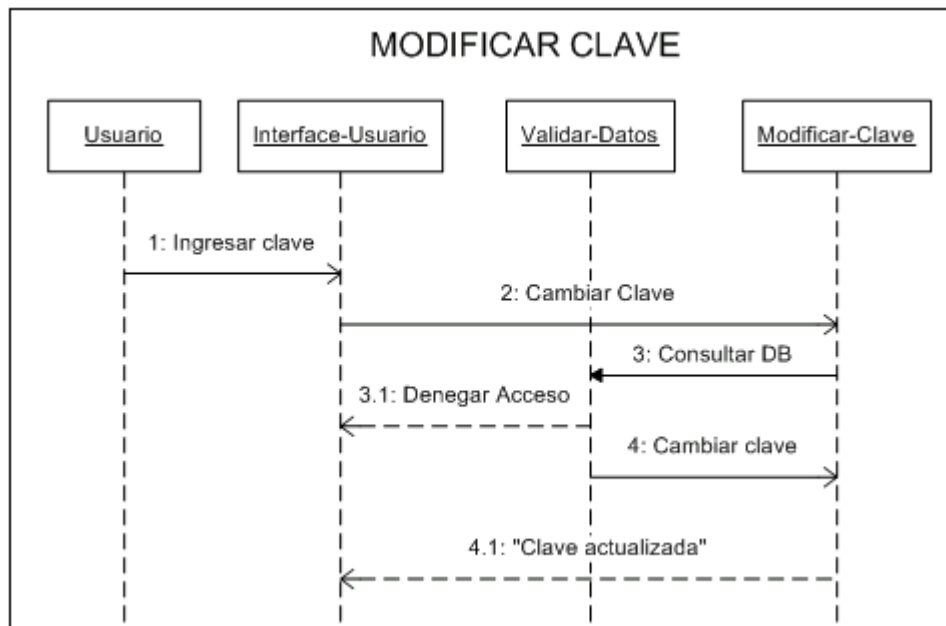 MODIFICAR CLAVE
Usuario
Interface-Usuario
Validar-Datos
Modificar-Clave
1: Ingresar clave
2: Cambiar Clave
3: Consultar DB
3.1: Denegar Acceso
4: Cambiar clave
4.1: "Clave actualizada"